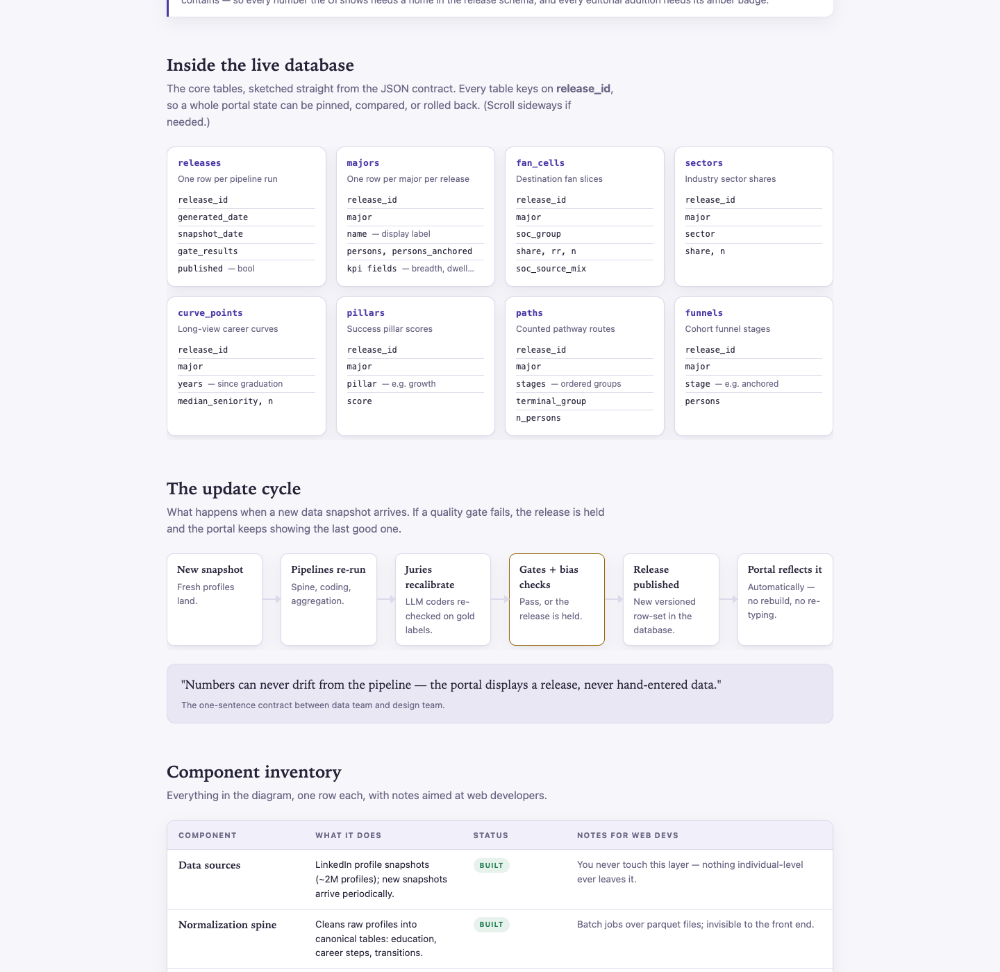 contains — so every number the UI shows needs a home in the release schema, and every editorial addition needs its amber badge.
Inside the live database
The core tables, sketched straight from the JSON contract. Every table keys on release_id,
so a whole portal state can be pinned, compared, or rolled back. (Scroll sideways if
needed.)
releases
One row per pipeline run
release_id
generated_date
snapshot_date
gate_results
published — bool
majors
One row per major per release
release_id
major
name — display label
persons, persons_anchored
kpi fields — breadth, dwell…
fan_cells
Destination fan slices
release_id
major
soc_group
share, rr, n
soc_source_mix
sectors
Industry sector shares
release_id
major
sector
share, n
curve_points
Long-view career curves
release_id
major
years — since graduation
median_seniority, n
pillars
Success pillar scores
release_id
major
pillar — e.g. growth
score
paths
Counted pathway routes
release_id
major
stages — ordered groups
terminal_group
n_persons
funnels
Cohort funnel stages
release_id
major
stage — e.g. anchored
persons
The update cycle
What happens when a new data snapshot arrives. If a quality gate fails, the release is held
and the portal keeps showing the last good one.
New snapshot
Fresh profiles
land.
Pipelines re-run
Spine, coding,
aggregation.
Juries
recalibrate
LLM coders re-
checked on gold
labels.
Gates + bias
checks
Pass, or the
release is held.
Release
published
New versioned
row-set in the
database.
Portal reflects it
Automatically —
no rebuild, no re-
typing.
"Numbers can never drift from the pipeline — the portal displays a release, never hand-entered data."
The one-sentence contract between data team and design team.
Component inventory
Everything in the diagram, one row each, with notes aimed at web developers.
COMPONENT WHAT IT DOES STATUS NOTES FOR WEB DEVS
Data sources
LinkedIn profile snapshots
(~2M profiles); new snapshots
arrive periodically.
BUILT
You never touch this layer — nothing individual-level
ever leaves it.
Normalization spine
Cleans raw profiles into
canonical tables: education,
career steps, transitions.
BUILT
Batch jobs over parquet files; invisible to the front end.